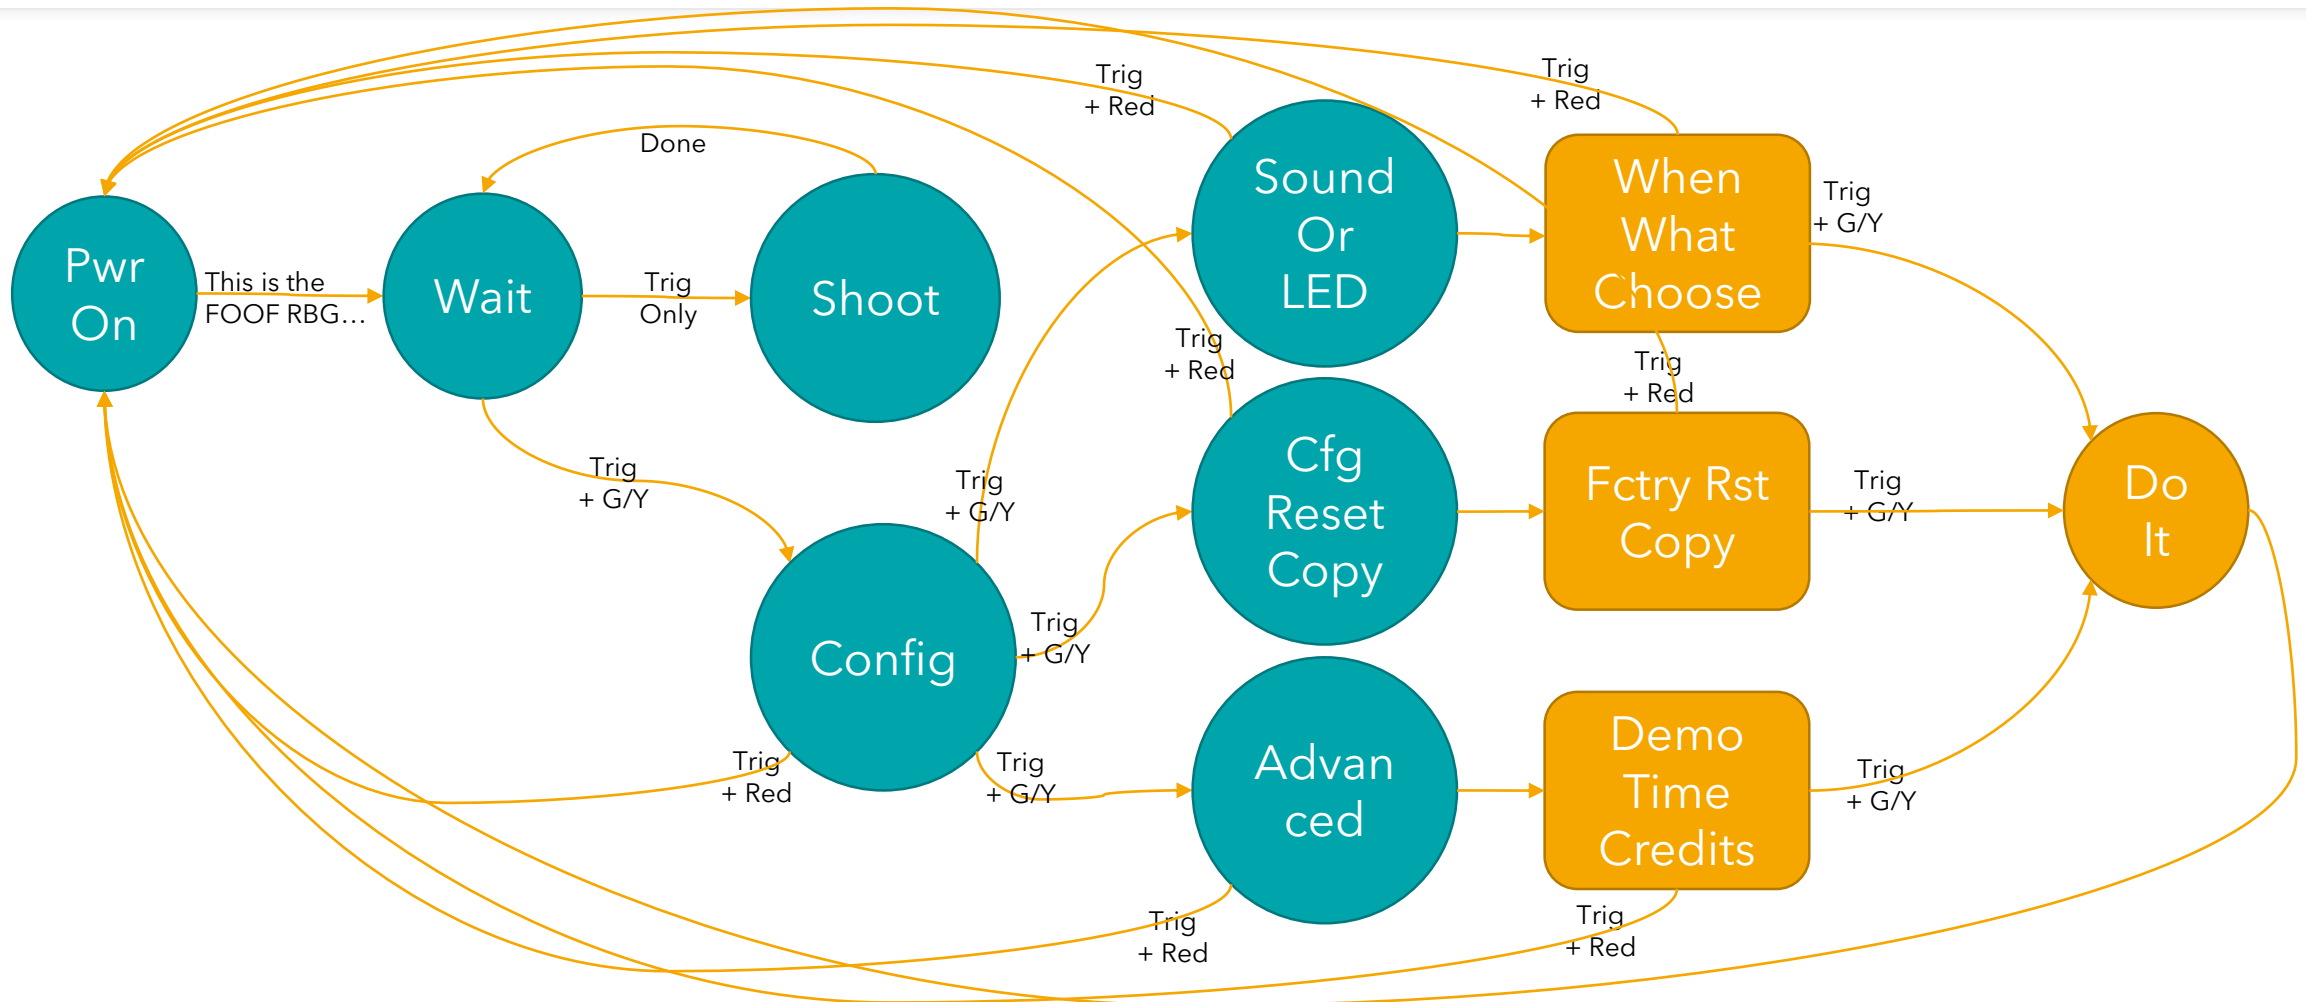 Trig
+ Red
Trig
+ Red
Done
Sound
Or
LED
When
What
Choose
Trig
+ G/Y
Pwr
On
This is the
FOOF RBG...
Wait
Trig
Only
Shoot
Trig
+ Red
Trig
+ Red
Trig
+ G/Y
Trig
+ G/Y
Cfg
Reset
Copy
Fctry Rst
Copy
Trig
+ G/Y
Do
It
Config
Trig
+ G/Y
Trig
+ Red
Trig
+ G/Y
Advan
ced
Demo
Time
Credits
Trig
+ G/Y
Trig
+ Red
Trig
+ Red